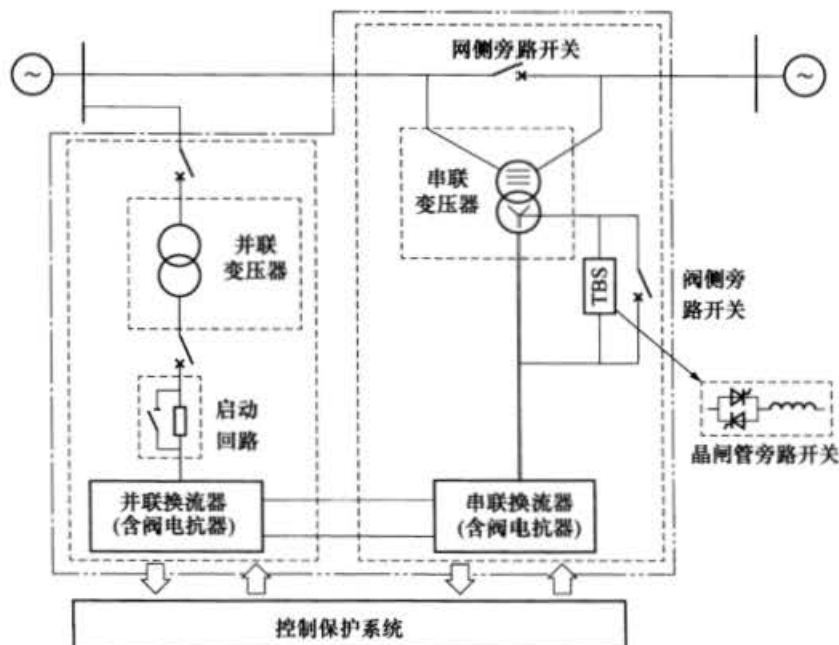 网侧旁路开关
串联
变压器
并联
变压器
TBS
阀侧旁
路开关
启动
回路
晶闸管旁路开关
并联换流器
(含阀电抗器)
串联换流器
(含阀电抗器)
控制保护系统